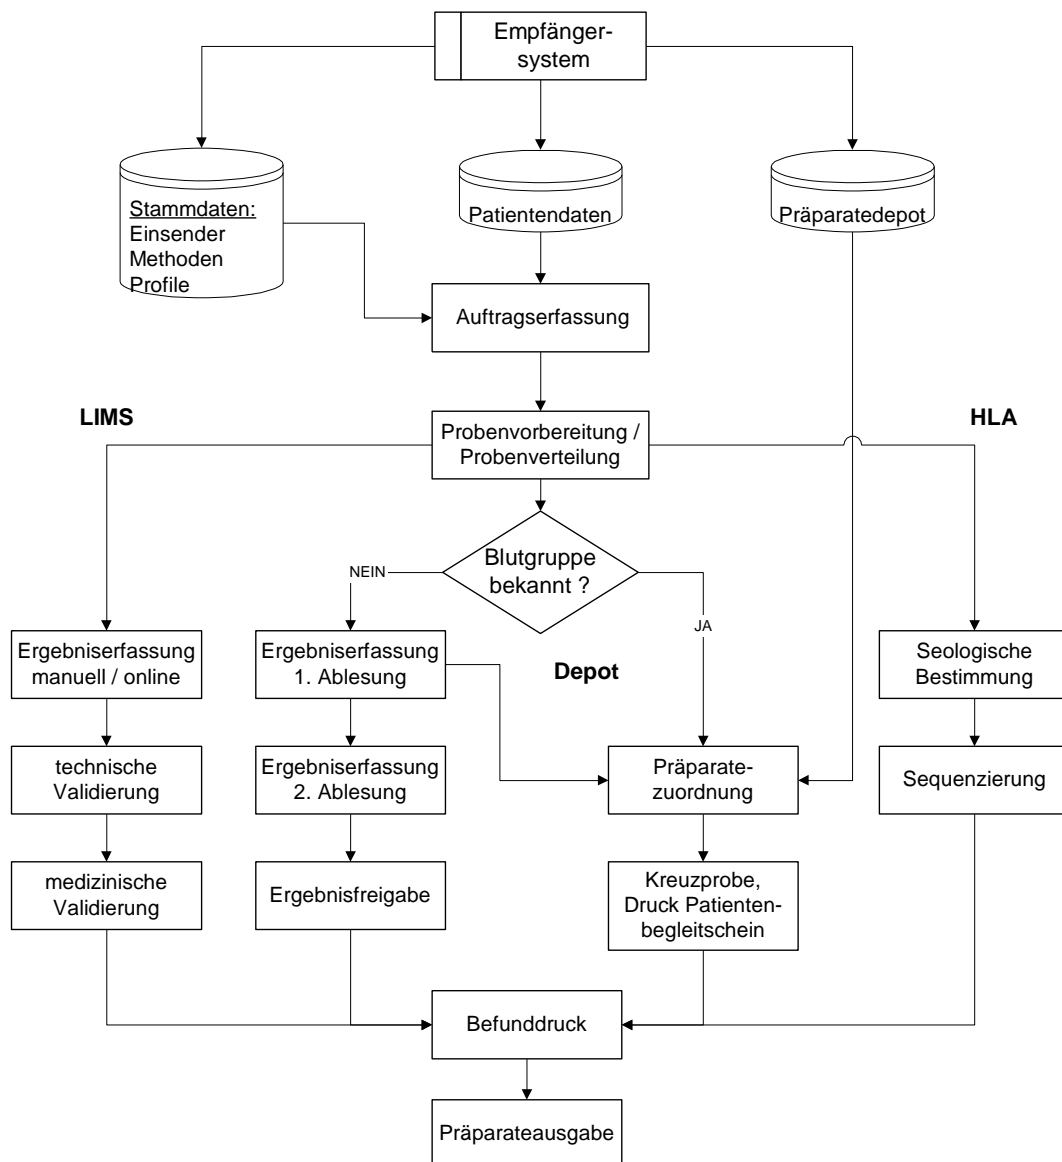 Empfänger-
system
Stammdaten:
Einsender
Methoden
Profile
Patientendaten
Präparatedepot
Auftragserfassung
LIMS
HLA
Probenvorbereitung /
Probenverteilung
Blutgruppe
bekannt ?
NEIN
JA
Ergebniserfassung
manuell / online
Ergebniserfassung
1. Ablesung
Depot
Seologische
Bestimmung
technische
Validierung
Ergebniserfassung
2. Ablesung
Präparate-
zuordnung
Sequenzierung
medizinische
Validierung
Ergebnisfreigabe
Kreuzprobe,
Druck Patienten-
begleitschein
Befunddruck
Präparateausgabe